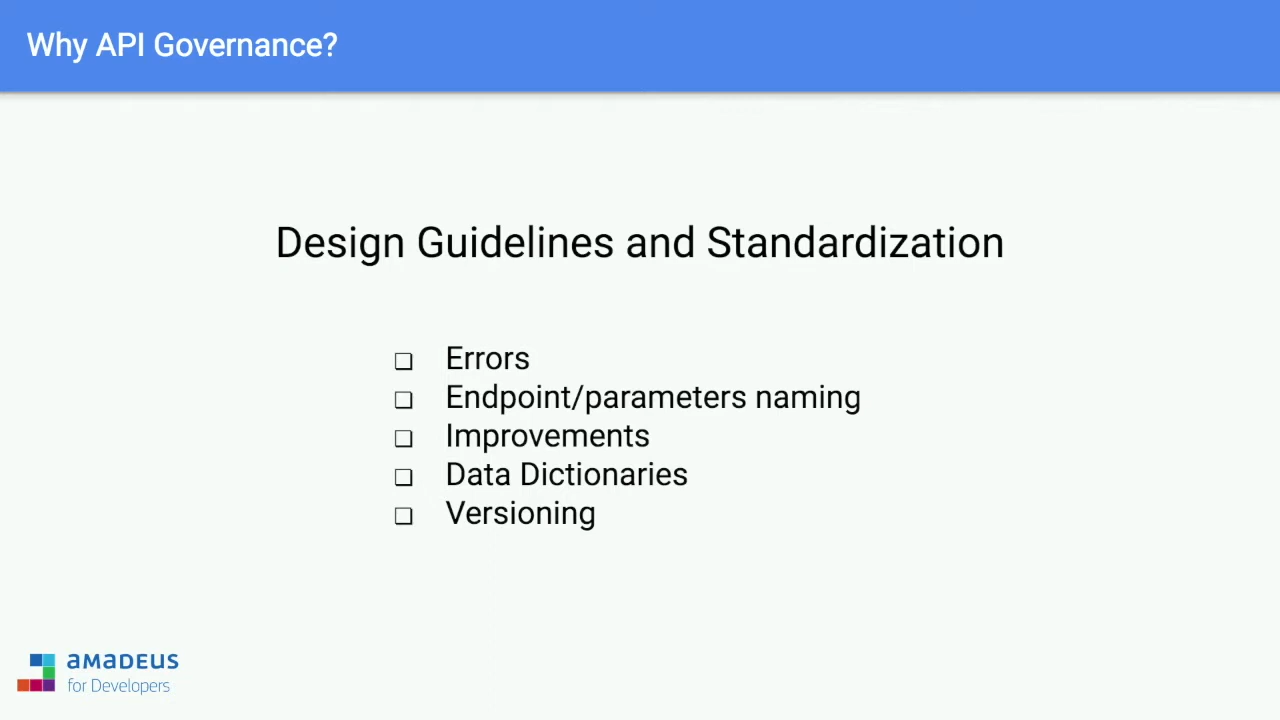 Why API Governance?
Design Guidelines and Standardization
❏ Errors
❏ Endpoint/parameters naming
❏ Improvements
❏ Data Dictionaries
❏ Versioning
amadeus
for Developers